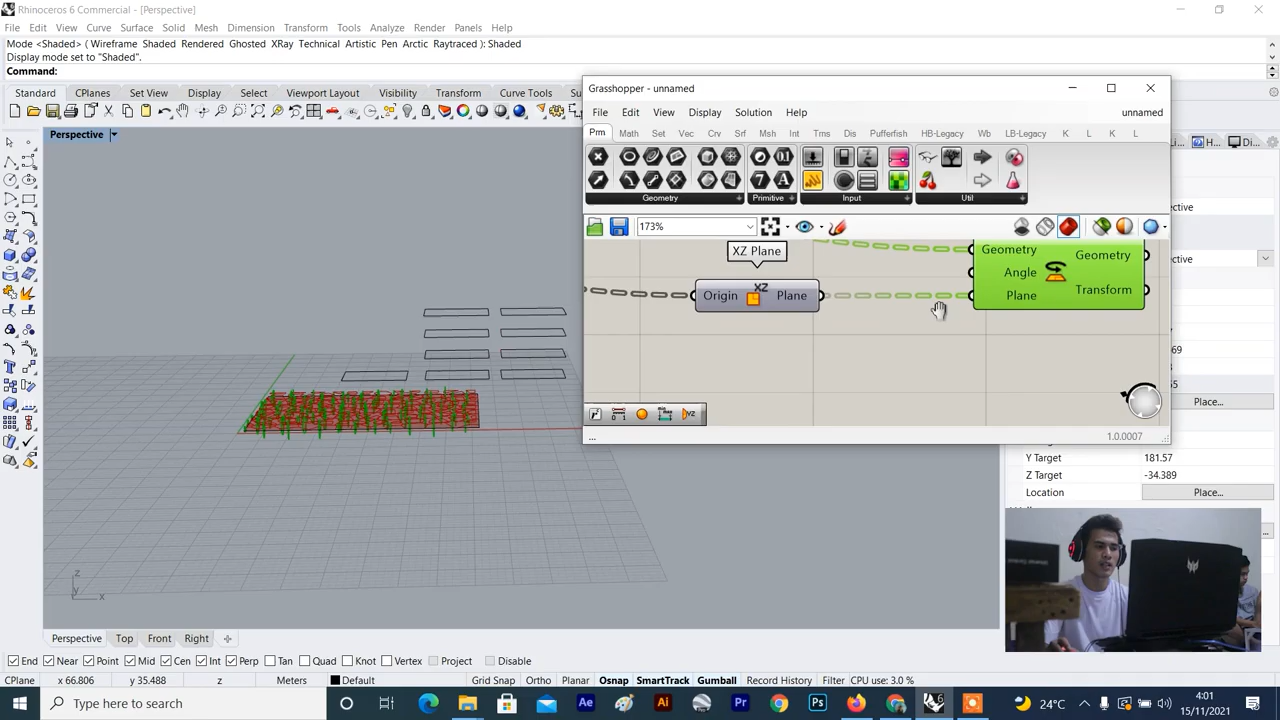 Rhinoceros 6 Commercial - [Perspective]
File Edit View Curve Surface Solid Mesh Dimension Transform Tools Analyze Render Panels Help
Mode <Shaded> ( Wireframe Shaded Rendered Ghosted XRay Technical Artistic Pen Arctic Raytraced ): Shaded
Display mode set to "Shaded".
Command:
Standard CPlanes Set View Display Select Viewport Layout Visibility Transform Curve Tools
Perspective
Grasshopper - unnamed
File Edit View Display Solution Help unnamed
Prm Math Set Vec Crv Srf Msh Int Tms Dis Pufferfish HB-Legacy Wb LB-Legacy K L K L
Geometry Primitive Input Util
173%
XZ Plane
Origin XZ Plane
Geometry Geometry
Angle
Plane Transform
...
1.0.0007
Y Target 181.57
Z Target -34.389
Location Place...
Place...
z
y
x
Perspective Top Front Right
End Near Point Mid Cen Int Perp Tan Quad Knot Vertex Project Disable
CPlane x 66.806 y 35.488 z Meters Default Grid Snap Ortho Planar Osnap SmartTrack Gumball Record History Filter CPU use: 3.0 %
Type here to search
24°C
4:01
15/11/2021